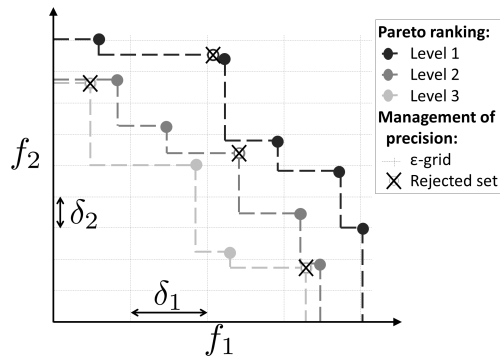 Pareto ranking:
Level 1
Level 2
Level 3
Management of
precision:
ε-grid
Rejected set
f₂
δ₂
δ₁
f₁